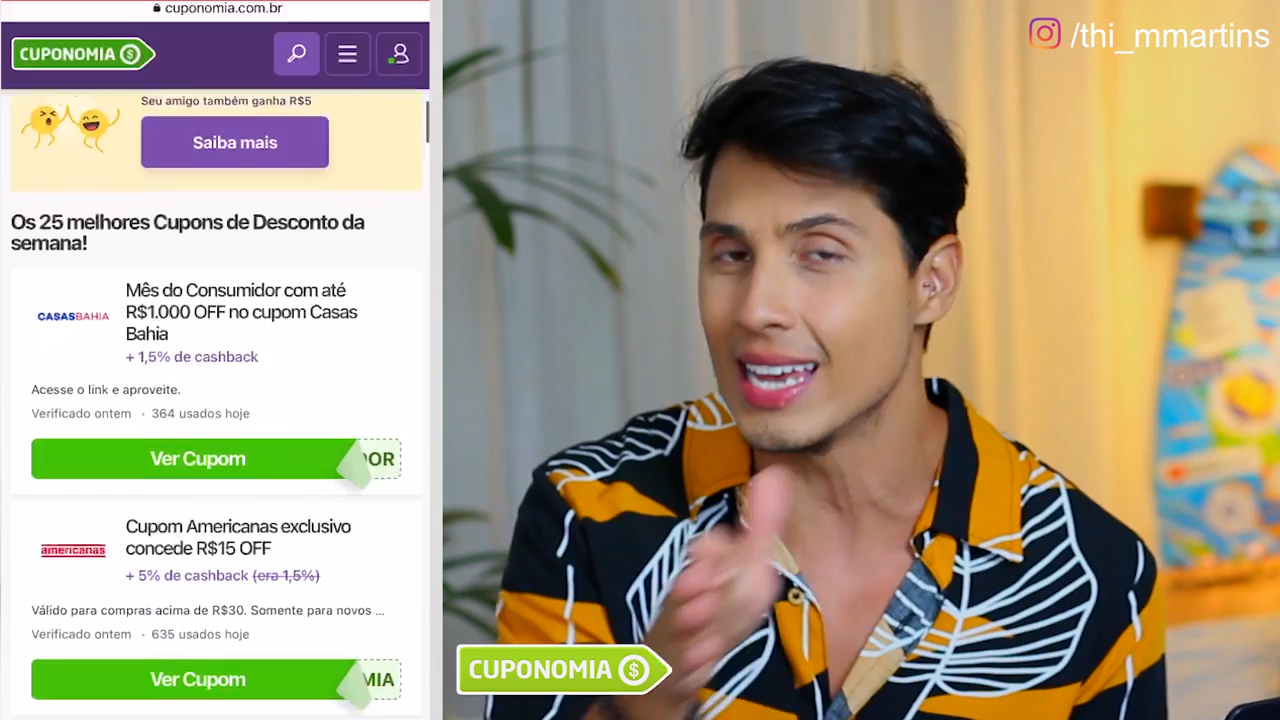 cuponomia.com.br
CUPONOMIA $
Seu amigo também ganha R$5
Saiba mais
Os 25 melhores Cupons de Desconto da
semana!
CASASBAHIA
Mês do Consumidor com até
R$1.000 OFF no cupom Casas
Bahia
+ 1,5% de cashback
Acesse o link e aproveite.
Verificado ontem · 364 usados hoje
Ver Cupom
OR
americanas
Cupom Americanas exclusivo
concede R$15 OFF
+ 5% de cashback (era 1,5%)
Válido para compras acima de R$30. Somente para novos ...
Verificado ontem · 635 usados hoje
Ver Cupom
MIA
/thi_mmartins
CUPONOMIA $